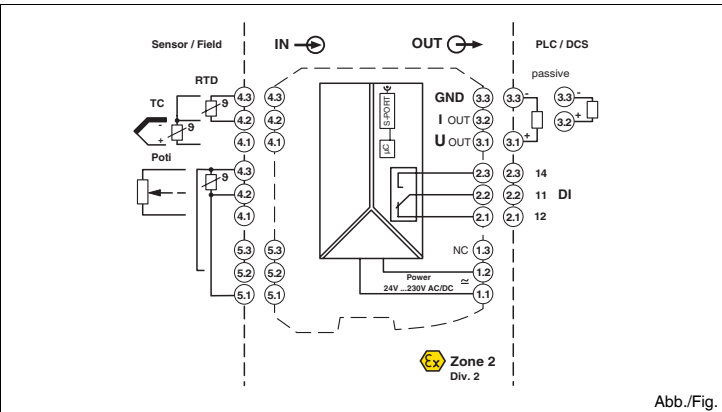 Sensor / Field IN OUT PLC / DCS
RTD passive
TC 4.3 4.3 S-PORT GND 3.3 3.3 - 3.3 -
- ϑ 4.2 4.2 I OUT 3.2 3.2 +
+ ϑ 4.1 4.1 µC U OUT 3.1 3.1 +
Poti 4.3 2.3 2.3 14
ϑ 4.2 2.2 2.2 11 DI
4.1 2.1 2.1 12
5.3 5.3 NC 1.3
5.2 5.2 Power 1.2
5.1 5.1 24V ...230V AC/DC ≂ 1.1
Ex Zone 2
Div. 2
Abb./Fig.